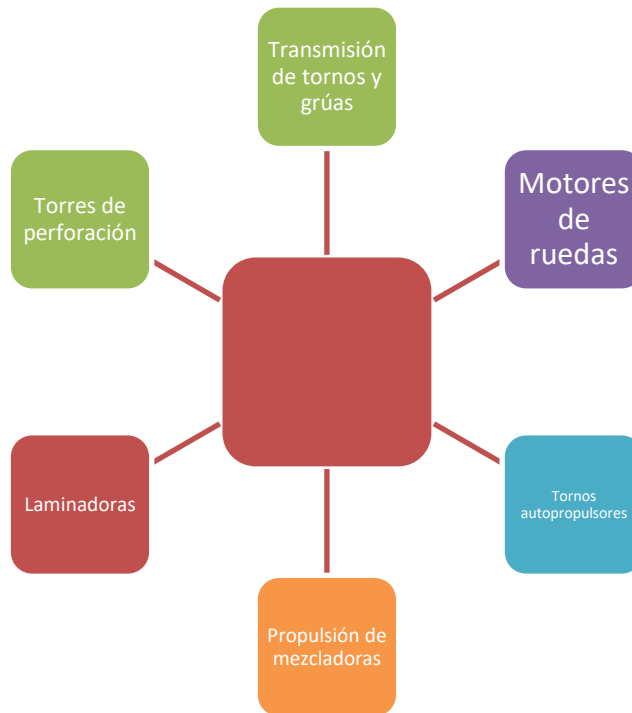 Transmisión
de tornos y
grúas
Motores
de
ruedas
Tornos
autopropulsores
Propulsión de
mezcladoras
Laminadoras
Torres de
perforación